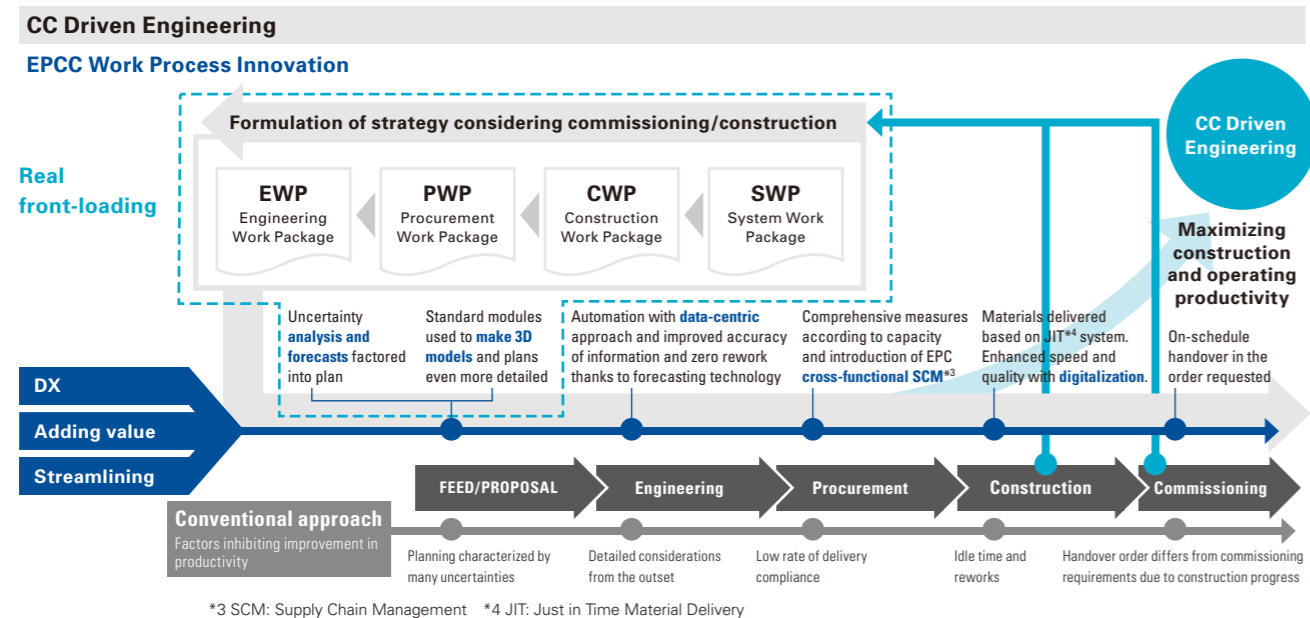 CC Driven Engineering
EPCC Work Process Innovation
Formulation of strategy considering commissioning/construction
CC Driven
Engineering
Real
front-loading
EWP
Engineering
Work Package
PWP
Procurement
Work Package
CWP
Construction
Work Package
SWP
System Work
Package
Maximizing
construction
and operating
productivity
Uncertainty
analysis and
forecasts factored
into plan
Standard modules
used to make 3D
models and plans
even more detailed
Automation with data-centric
approach and improved accuracy
of information and zero rework
thanks to forecasting technology
Comprehensive measures
according to capacity
and introduction of EPC
cross-functional SCM*3
Materials delivered
based on JIT*4 system.
Enhanced speed and
quality with digitalization.
On-schedule
handover in the
order requested
DX
Adding value
Streamlining
FEED/PROPOSAL
Engineering
Procurement
Construction
Commissioning
Conventional approach
Factors inhibiting improvement in
productivity
Planning characterized by
many uncertainties
Detailed considerations
from the outset
Low rate of delivery
compliance
Idle time and
reworks
Handover order differs from commissioning
requirements due to construction progress
*3 SCM: Supply Chain Management *4 JIT: Just in Time Material Delivery